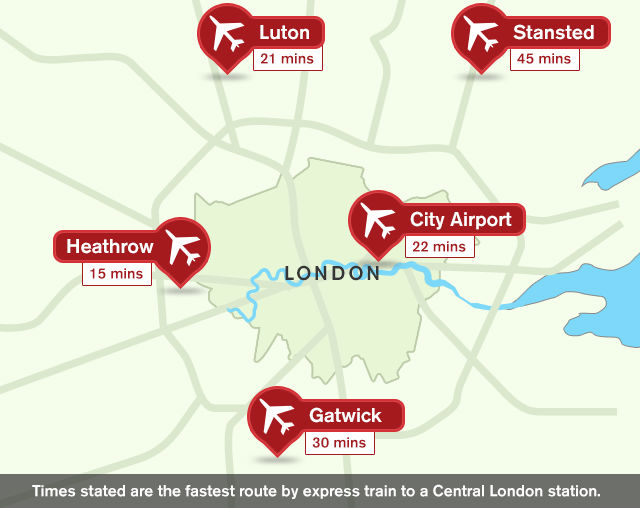 Luton
21 mins
Stansted
45 mins
City Airport
22 mins
Heathrow
15 mins
LONDON
Gatwick
30 mins
Times stated are the fastest route by express train to a Central London station.